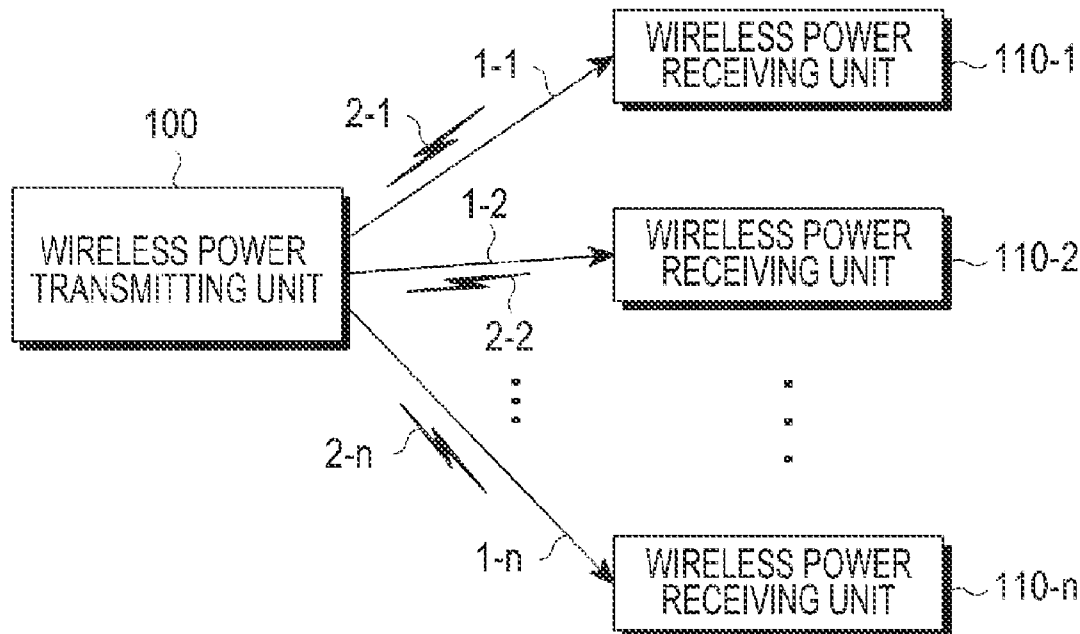 WIRELESS POWER
RECEIVING UNIT
110-1
1-1
2-1
100
WIRELESS POWER
TRANSMITTING UNIT
1-2
WIRELESS POWER
RECEIVING UNIT
110-2
2-2
2-n
1-n
WIRELESS POWER
RECEIVING UNIT
110-n